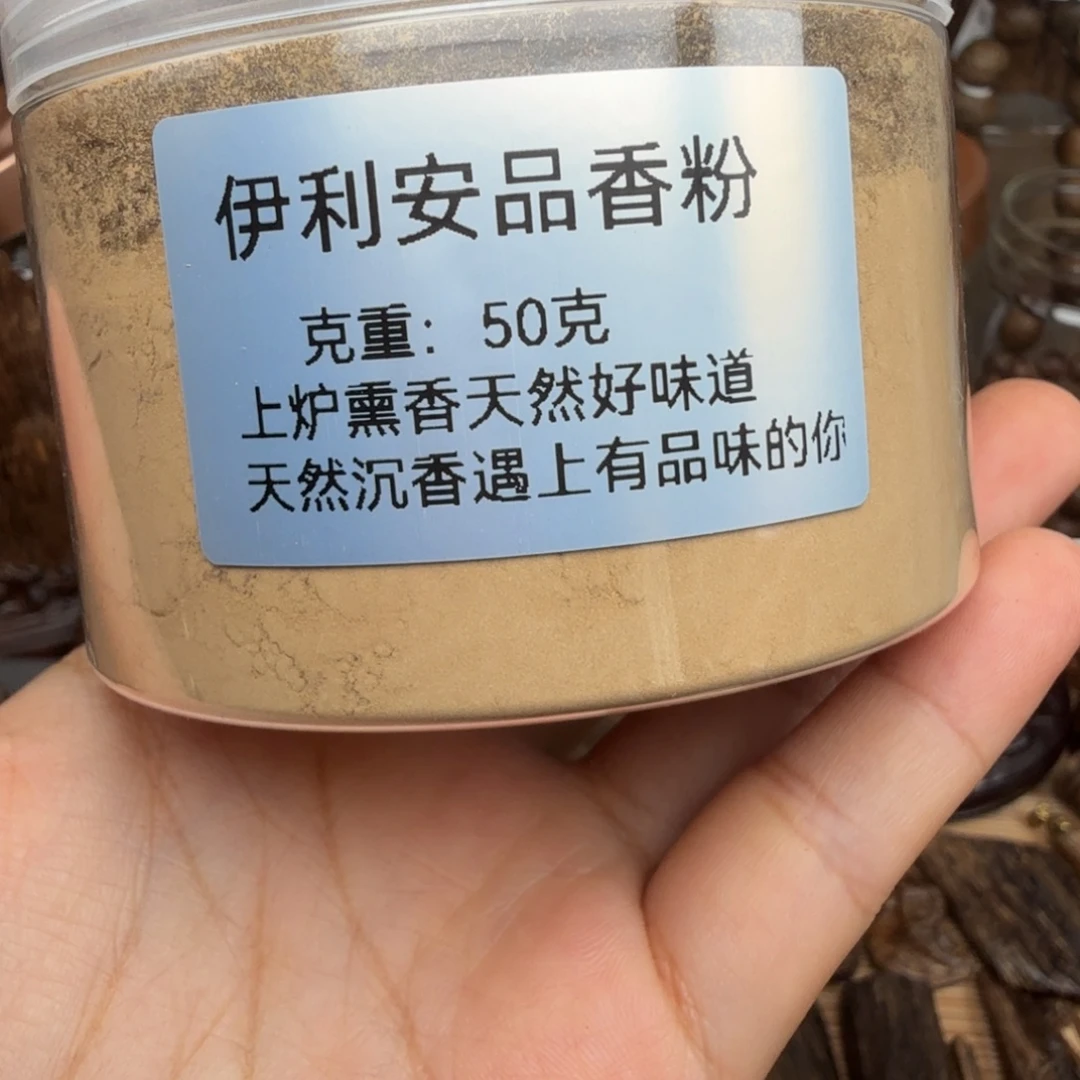 伊利安品香粉
克重：50克
上炉熏香天然好味道
天然沉香遇上有品味的你